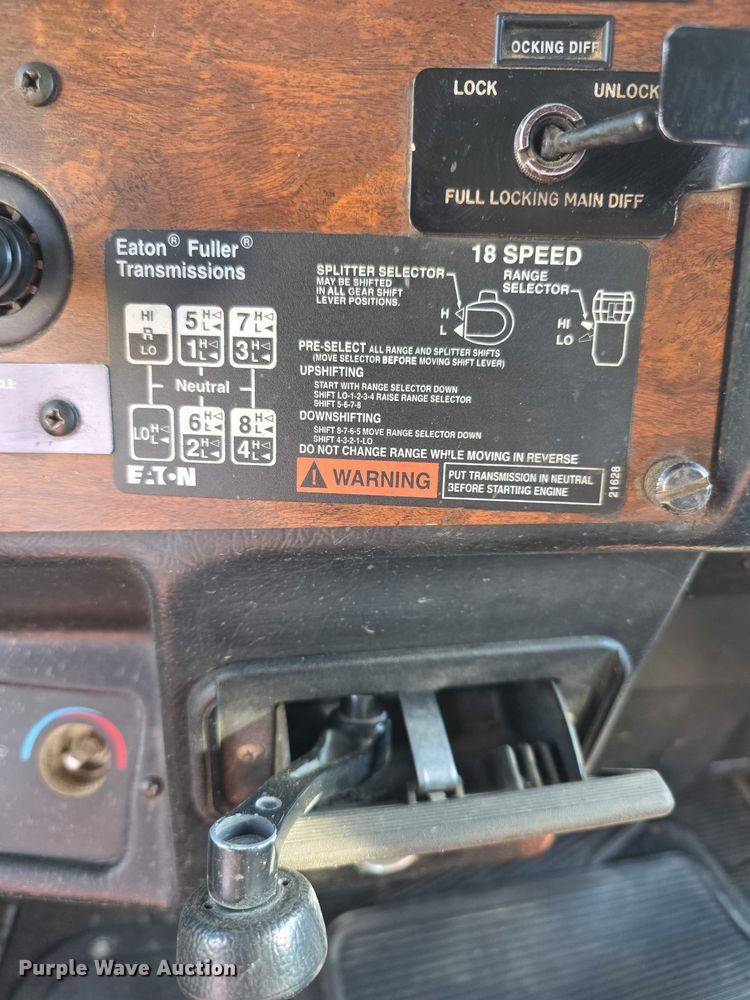 OCKING DIFF
LOCK UNLOCK
FULL LOCKING MAIN DIFF
Eaton® Fuller®
Transmissions
18 SPEED
SPLITTER SELECTOR
MAY BE SHIFTED
IN ALL GEAR SHIFT
LEVER POSITIONS.
H
L
RANGE
SELECTOR
HI
LO
HI
R
LO
5 H L
1 H L
7 H L
3 H L
Neutral
LO H L
6 H L
2 H L
8 H L
4 H L
PRE-SELECT ALL RANGE AND SPLITTER SHIFTS
(MOVE SELECTOR BEFORE MOVING SHIFT LEVER)
UPSHIFTING
START WITH RANGE SELECTOR DOWN
SHIFT LO-1-2-3-4 RAISE RANGE SELECTOR
SHIFT 5-6-7-8
DOWNSHIFTING
SHIFT 8-7-6-5 MOVE RANGE SELECTOR DOWN
SHIFT 4-3-2-1-LO
DO NOT CHANGE RANGE WHILE MOVING IN REVERSE
EATON
WARNING
PUT TRANSMISSION IN NEUTRAL
BEFORE STARTING ENGINE
21628
Purple Wave Auction